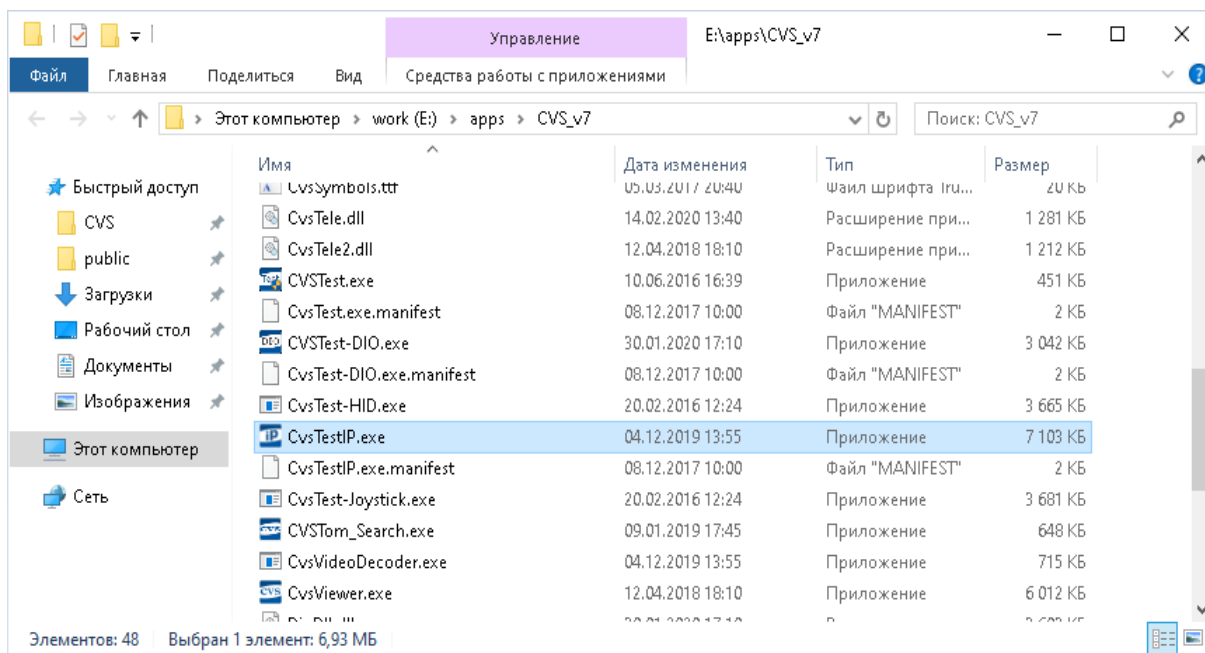 Управление E:\apps\CVS_v7
Файл Главная Поделиться Вид Средства работы с приложениями
Этот компьютер > work (E:) > apps > CVS_v7 Поиск: CVS_v7
Имя Дата изменения Тип Размер
Быстрый доступ
CVS
public
Загрузки
Рабочий стол
Документы
Изображения
Этот компьютер
Сеть
CvsSymbols.ttf 05.03.2017 20:40 Файл шрифта Tru... 20 КБ
CvsTele.dll 14.02.2020 13:40 Расширение при... 1 281 КБ
CvsTele2.dll 12.04.2018 18:10 Расширение при... 1 212 КБ
CVSTest.exe 10.06.2016 16:39 Приложение 451 КБ
CvsTest.exe.manifest 08.12.2017 10:00 Файл "MANIFEST" 2 КБ
CVSTest-DIO.exe 30.01.2020 17:10 Приложение 3 042 КБ
CvsTest-DIO.exe.manifest 08.12.2017 10:00 Файл "MANIFEST" 2 КБ
CvsTest-HID.exe 20.02.2016 12:24 Приложение 3 665 КБ
CvsTestIP.exe 04.12.2019 13:55 Приложение 7 103 КБ
CvsTestIP.exe.manifest 08.12.2017 10:00 Файл "MANIFEST" 2 КБ
CvsTest-Joystick.exe 20.02.2016 12:24 Приложение 3 681 КБ
CVSTom_Search.exe 09.01.2019 17:45 Приложение 648 КБ
CvsVideoDecoder.exe 04.12.2019 13:55 Приложение 715 КБ
CvsViewer.exe 12.04.2018 18:10 Приложение 6 012 КБ
Элементов: 48 Выбран 1 элемент: 6,93 МБ